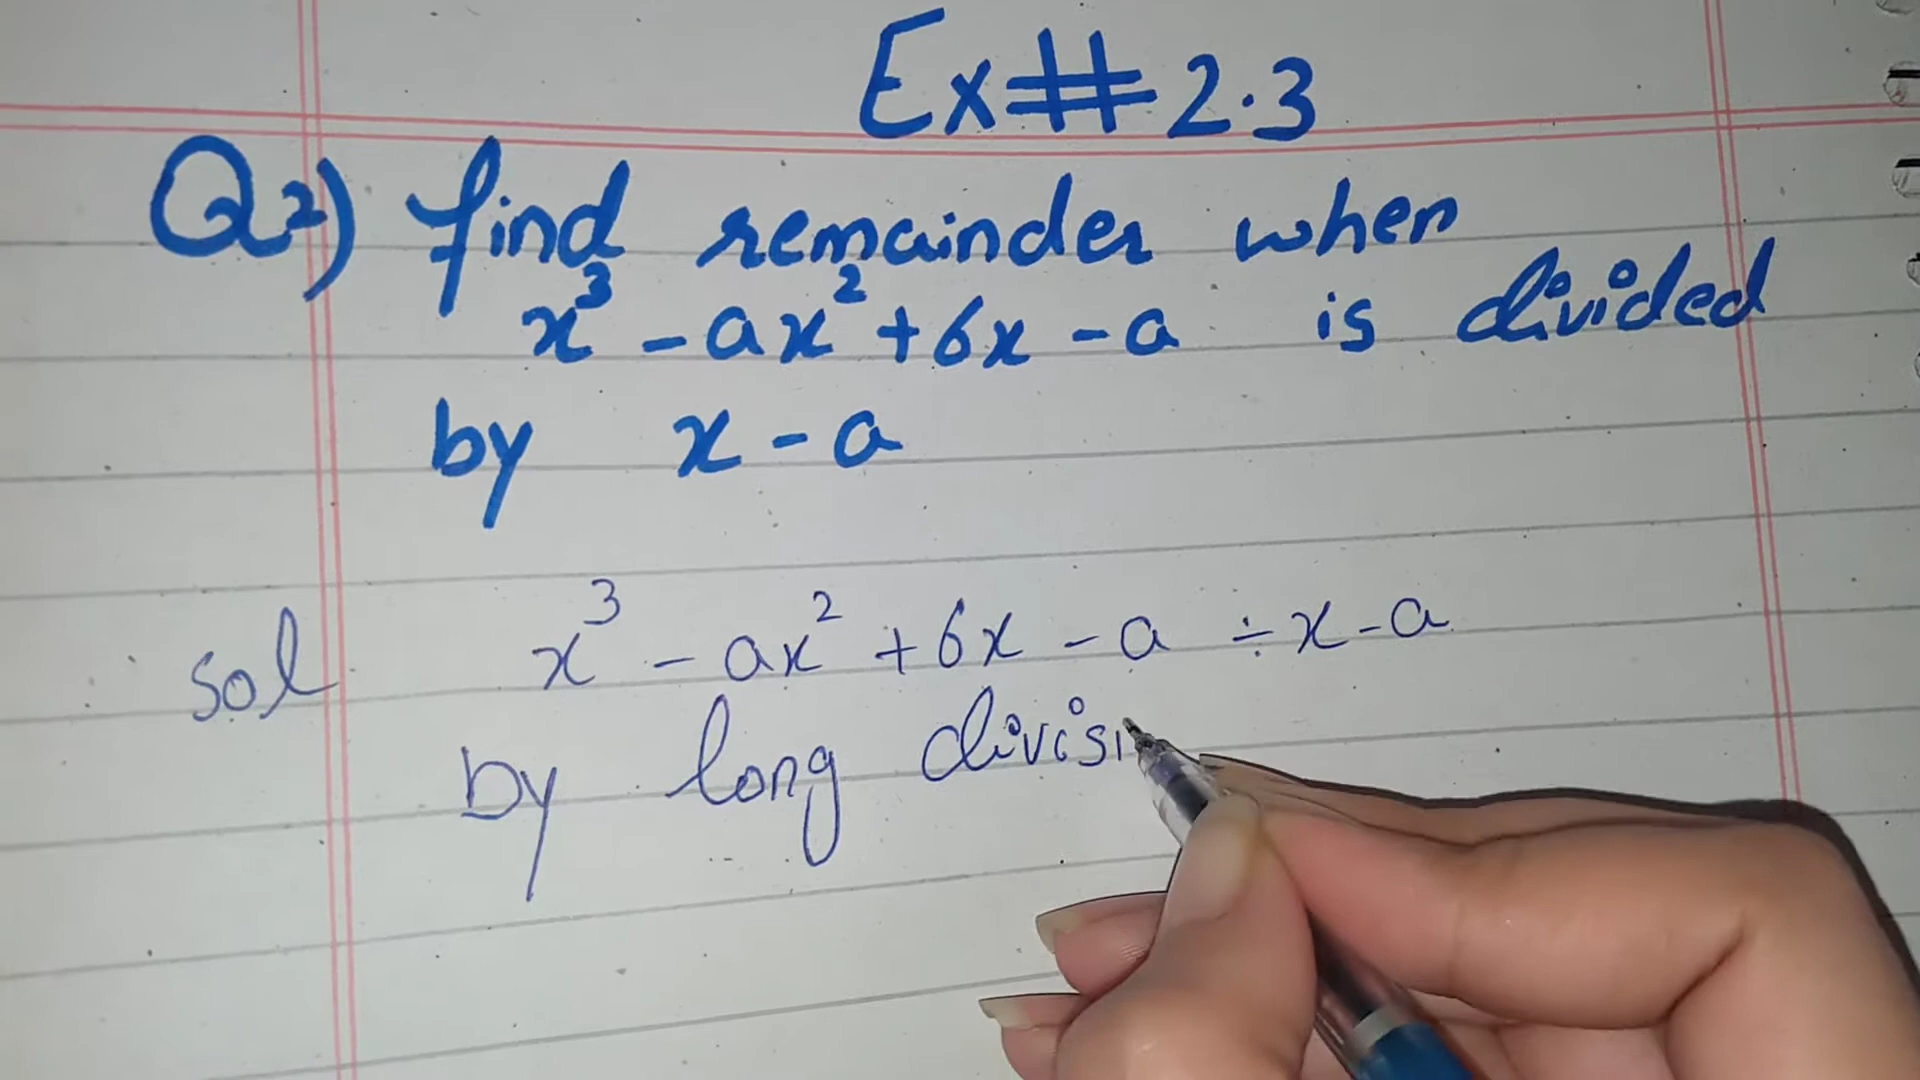 Ex# 2.3
Q2) find remainder when
x³ - ax² + 6x - a is divided
by x - a
sol x³ - ax² + 6x - a ÷ x - a
by long divisi